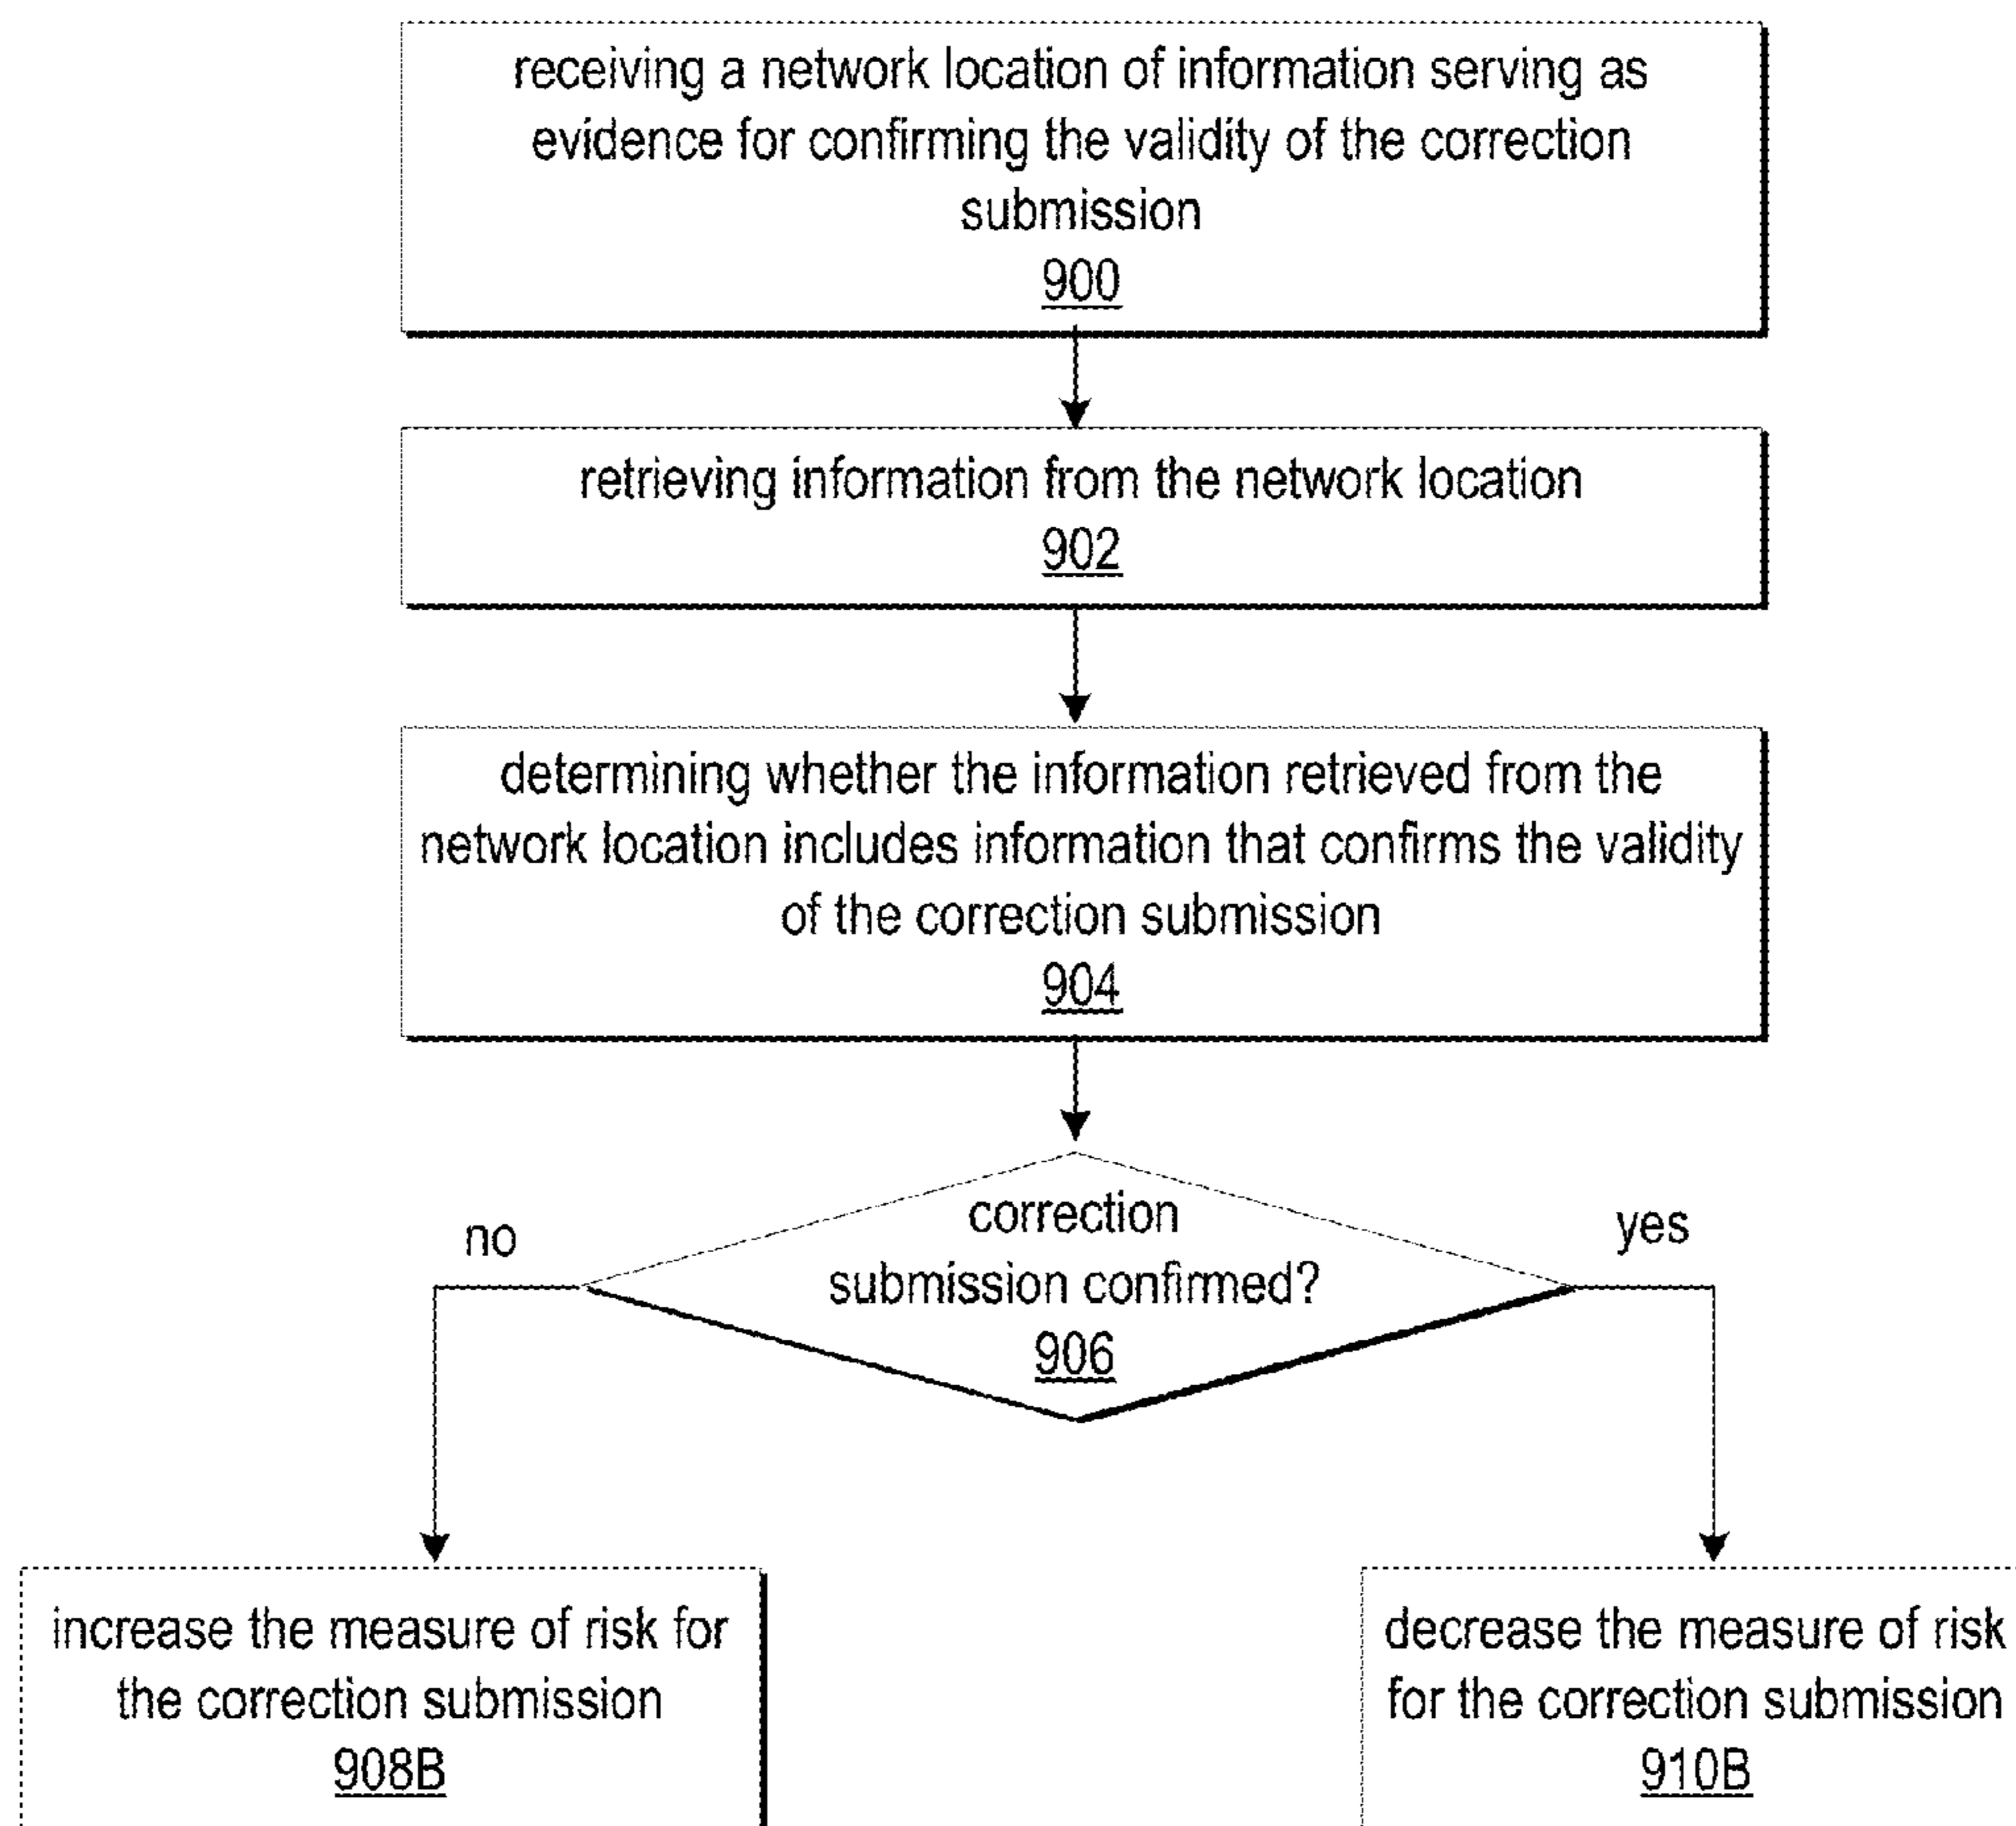 receiving a network location of information serving as
evidence for confirming the validity of the correction
submission
900
retrieving information from the network location
902
determining whether the information retrieved from the
network location includes information that confirms the validity
of the correction submission
904
no
yes
correction
submission confirmed?
906
increase the measure of risk for
the correction submission
908B
decrease the measure of risk
for the correction submission
910B